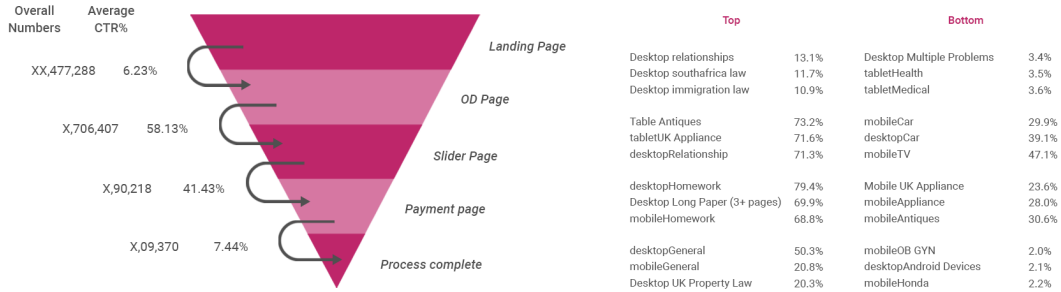 Overall Numbers
Average CTR%
Landing Page
XX,477,288 6.23%
OD Page
X,706,407 58.13%
Slider Page
X,90,218 41.43%
Payment page
X,09,370 7.44%
Process complete
Top
Desktop relationships 13.1%
Desktop southafrica law 11.7%
Desktop immigration law 10.9%
Table Antiques 73.2%
tabletUK Appliance 71.6%
desktopRelationship 71.3%
desktopHomework 79.4%
Desktop Long Paper (3+ pages) 69.9%
mobileHomework 68.8%
desktopGeneral 50.3%
mobileGeneral 20.8%
Desktop UK Property Law 20.3%
Bottom
Desktop Multiple Problems 3.4%
tabletHealth 3.5%
tabletMedical 3.6%
mobileCar 29.9%
desktopCar 39.1%
mobileTV 47.1%
Mobile UK Appliance 23.6%
mobileAppliance 28.0%
mobileAntiques 30.6%
mobileOB GYN 2.0%
desktopAndroid Devices 2.1%
mobileHonda 2.2%